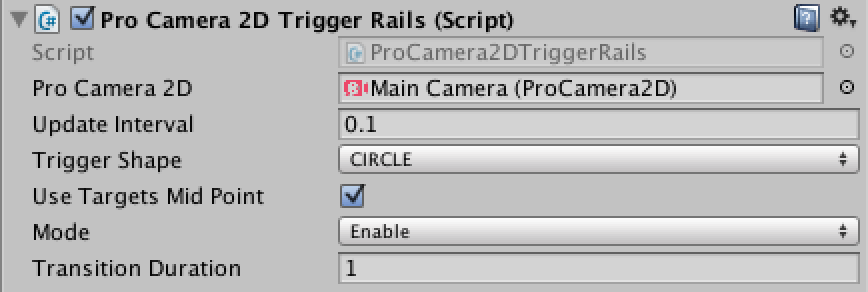 Pro Camera 2D Trigger Rails (Script)
Script ProCamera2DTriggerRails
Pro Camera 2D Main Camera (ProCamera2D)
Update Interval 0.1
Trigger Shape CIRCLE
Use Targets Mid Point
Mode Enable
Transition Duration 1